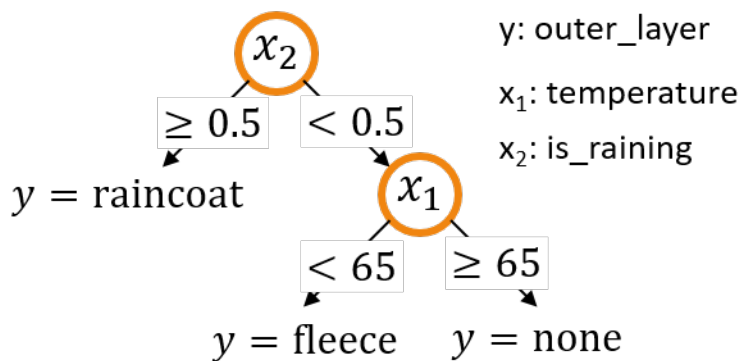 x₂
y: outer_layer
x₁: temperature
≥ 0.5
< 0.5
x₂: is_raining
y = raincoat
x₁
< 65
≥ 65
y = fleece
y = none